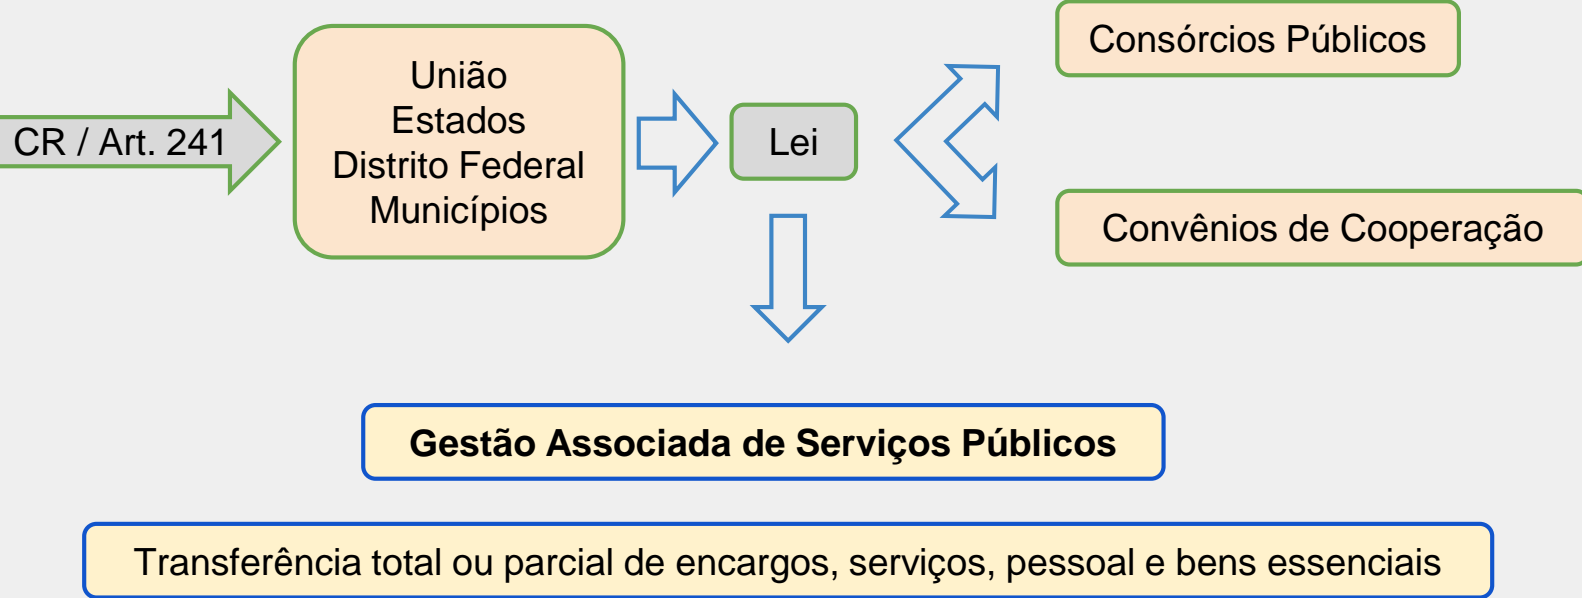 CR / Art. 241
União
Estados
Distrito Federal
Municípios
Lei
Consórcios Públicos
Convênios de Cooperação
Gestão Associada de Serviços Públicos
Transferência total ou parcial de encargos, serviços, pessoal e bens essenciais